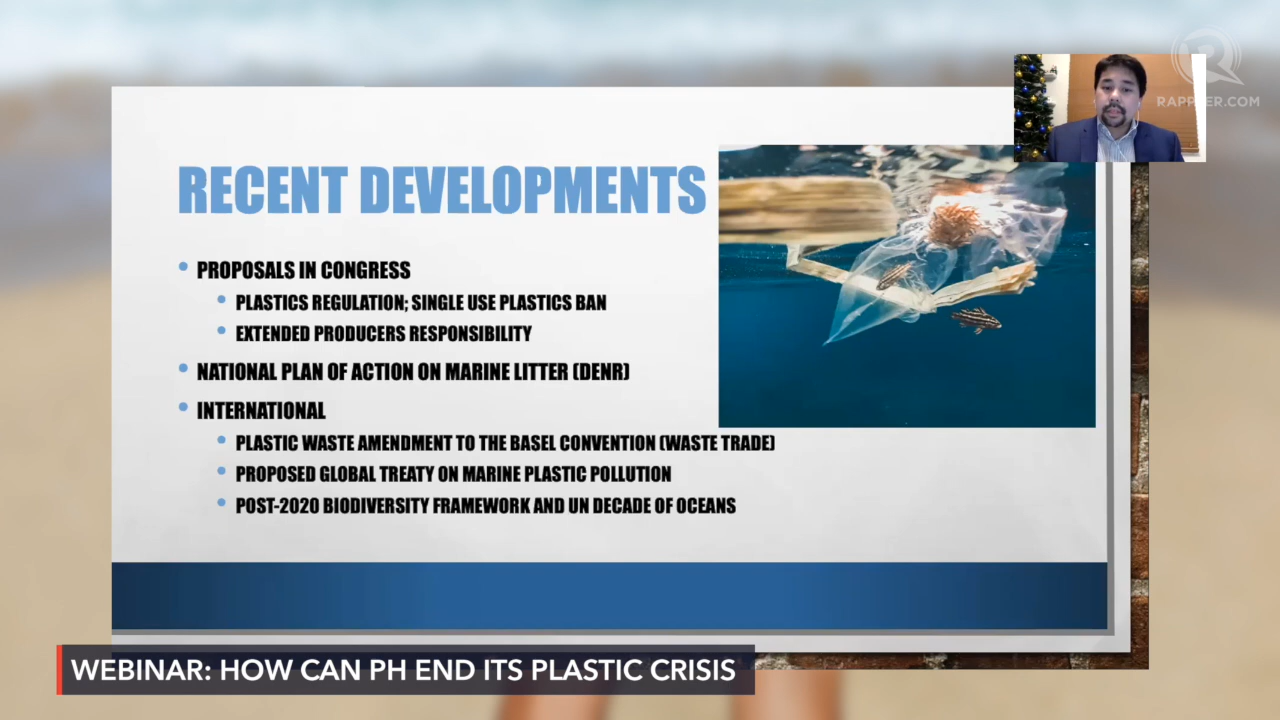 RAPPLER.COM
RECENT DEVELOPMENTS
PROPOSALS IN CONGRESS
PLASTICS REGULATION; SINGLE USE PLASTICS BAN
EXTENDED PRODUCERS RESPONSIBILITY
NATIONAL PLAN OF ACTION ON MARINE LITTER (DENR)
INTERNATIONAL
PLASTIC WASTE AMENDMENT TO THE BASEL CONVENTION (WASTE TRADE)
PROPOSED GLOBAL TREATY ON MARINE PLASTIC POLLUTION
POST-2020 BIODIVERSITY FRAMEWORK AND UN DECADE OF OCEANS
WEBINAR: HOW CAN PH END ITS PLASTIC CRISIS